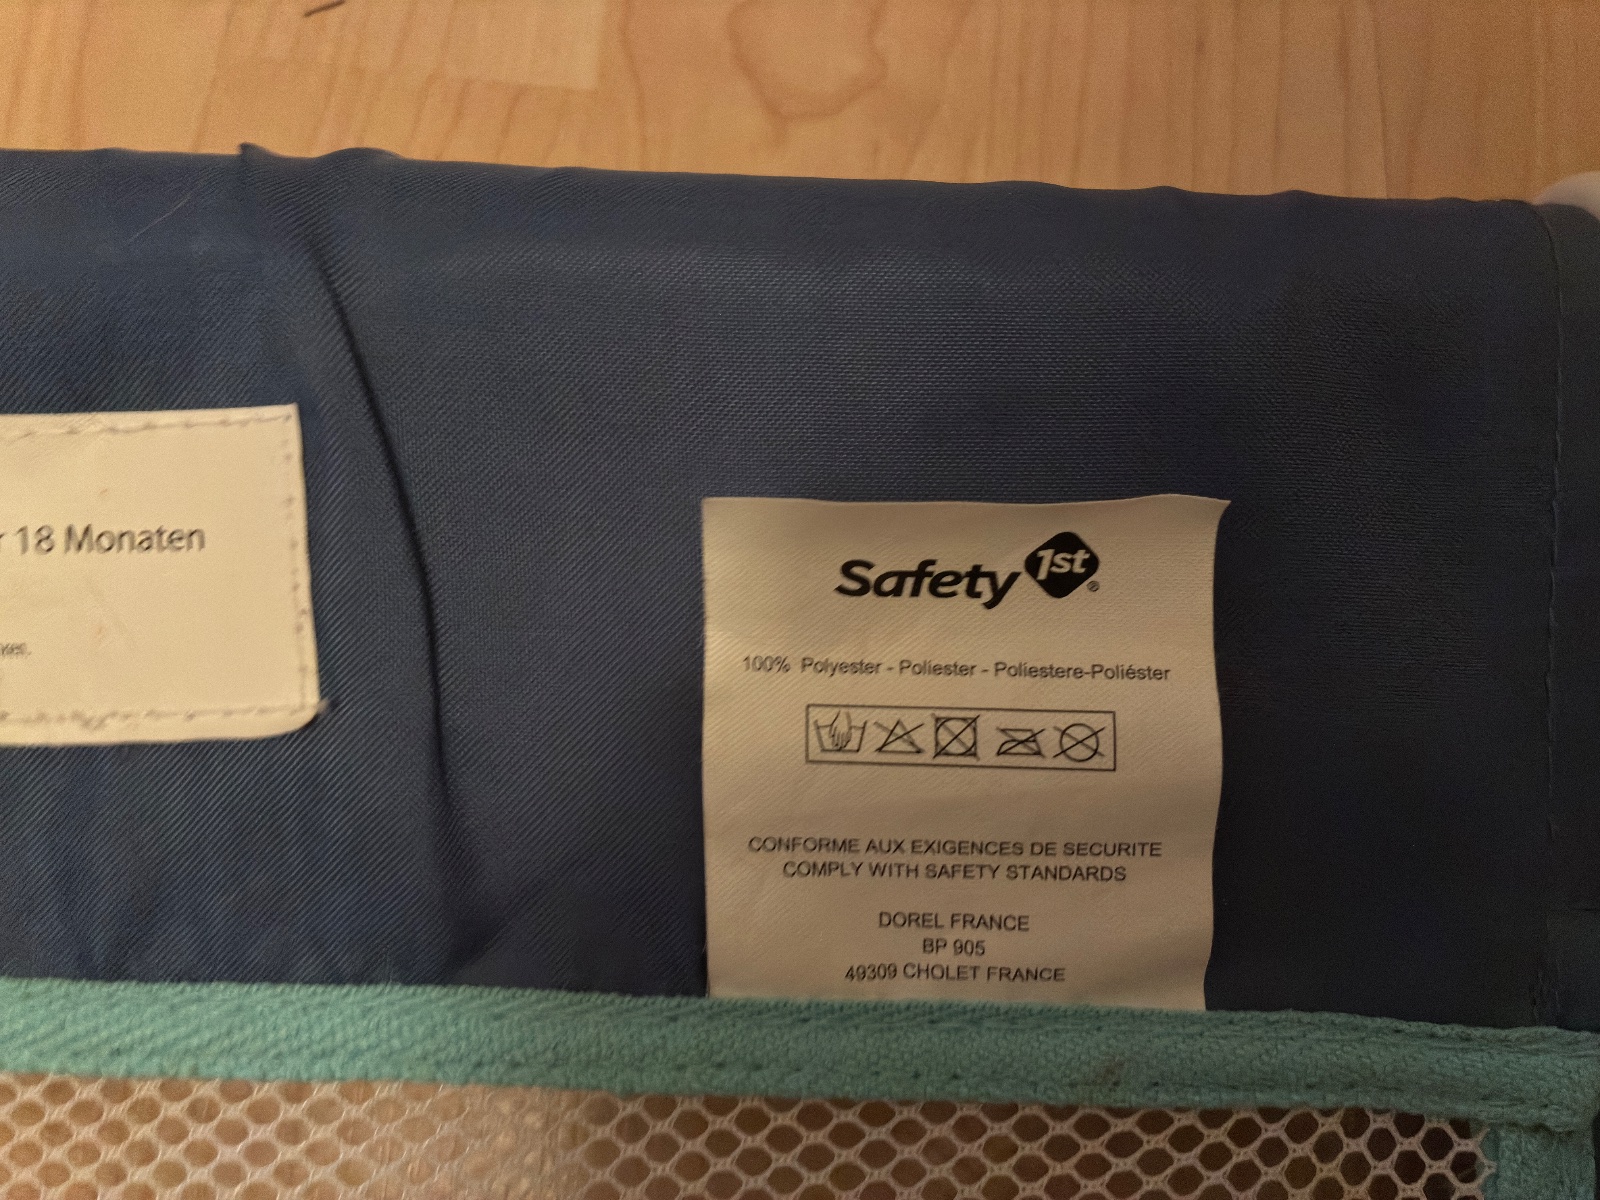 18 Monaten
Safety 1st®
100% Polyester - Poliester - Poliestere-Poliéster
CONFORME AUX EXIGENCES DE SECURITE
COMPLY WITH SAFETY STANDARDS
DOREL FRANCE
BP 905
49309 CHOLET FRANCE